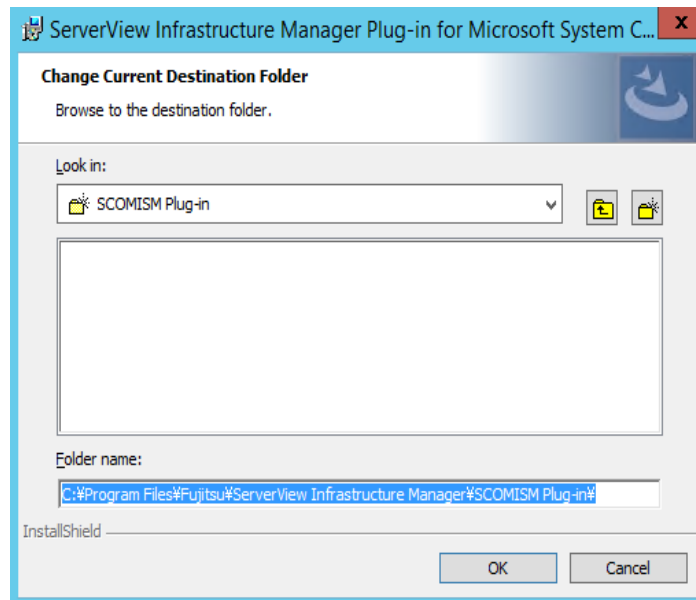 ServerView Infrastructure Manager Plug-in for Microsoft System C...
x
Change Current Destination Folder
Browse to the destination folder.
Look in:
SCOMISM Plug-in
Folder name:
C:¥Program Files¥Fujitsu¥ServerView Infrastructure Manager¥SCOMISM Plug-in¥
InstallShield
OK
Cancel